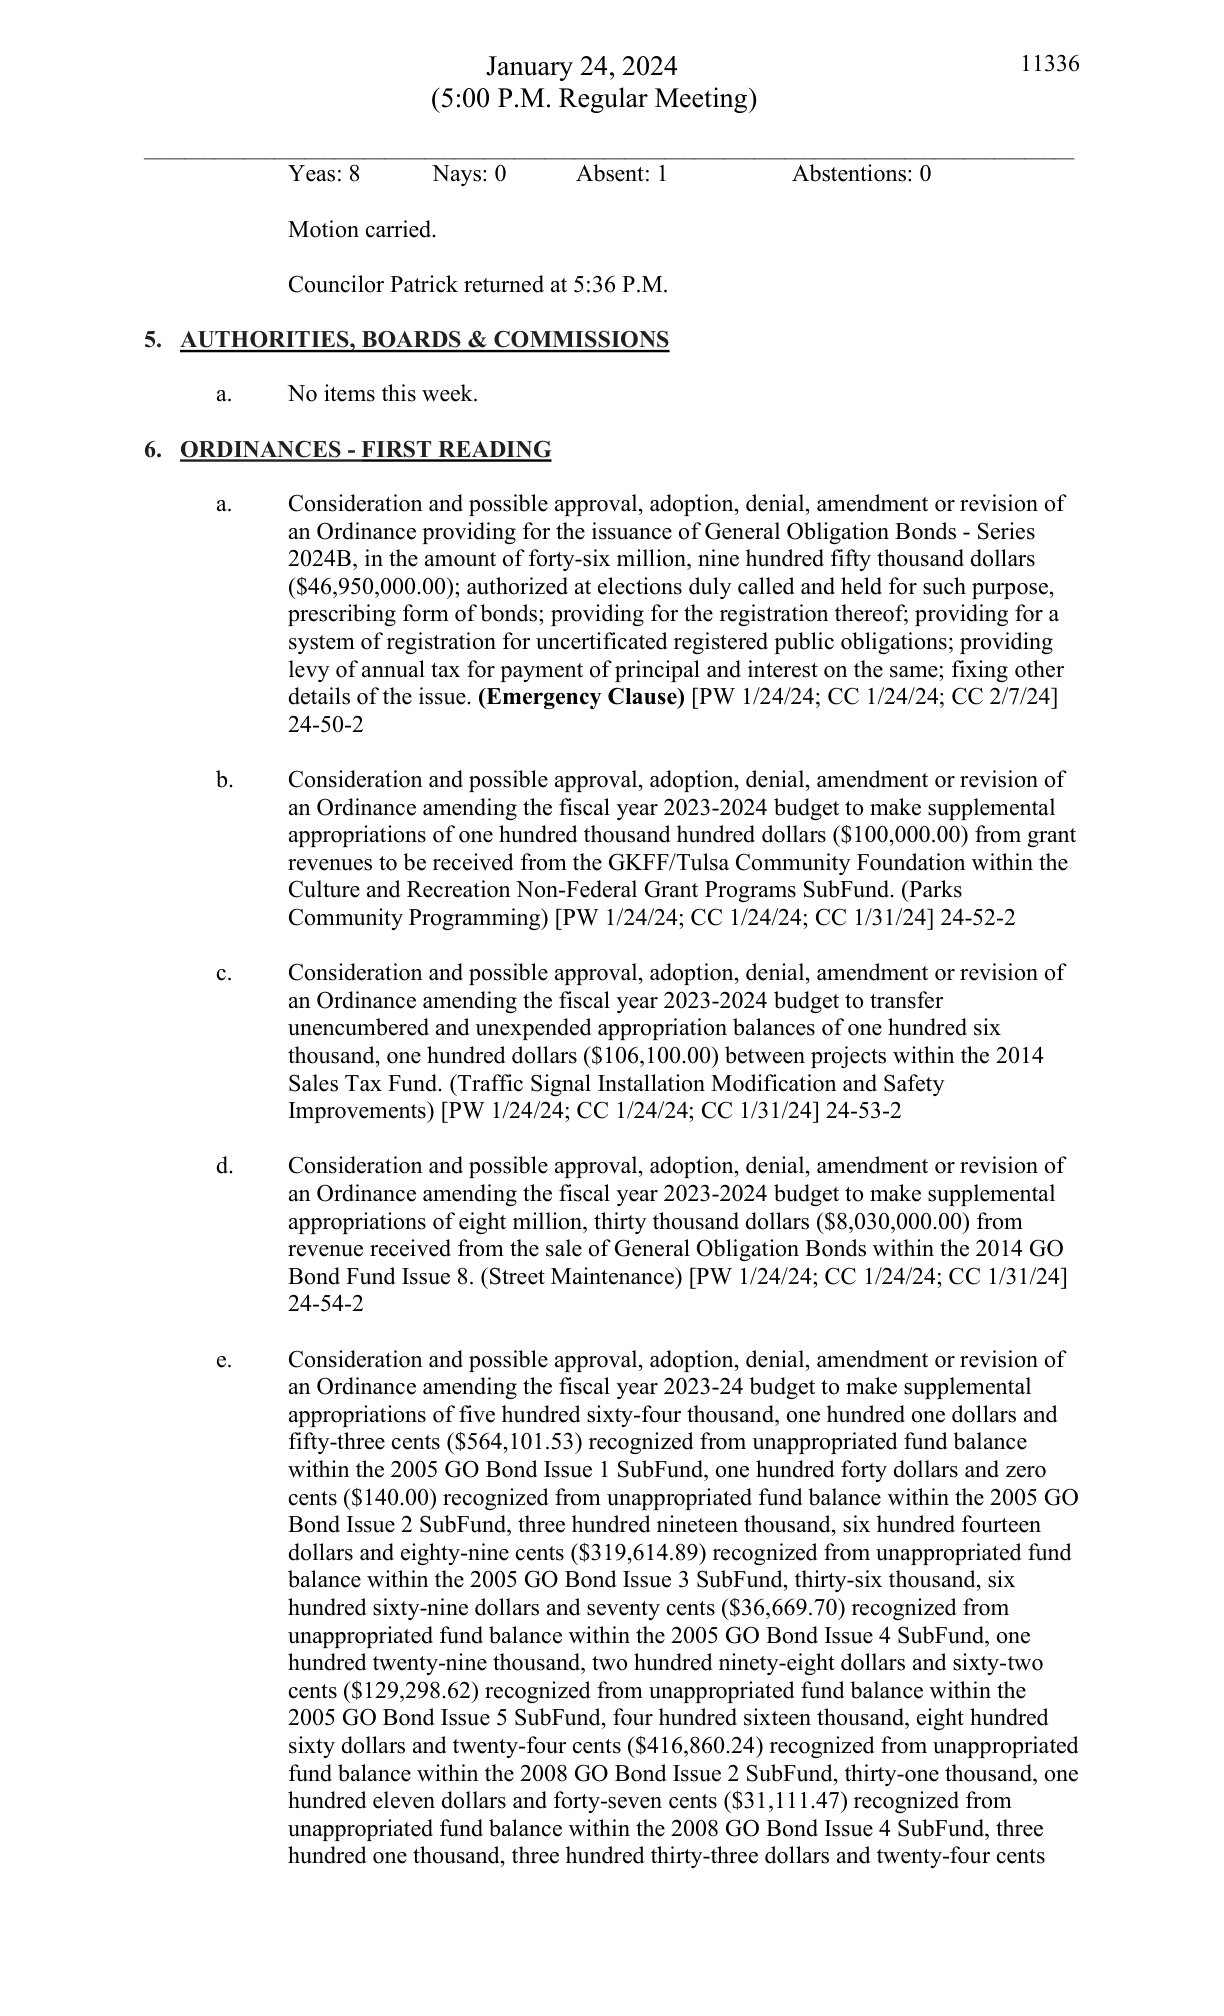 January 24, 2024
11336
(5:00 P.M. Regular Meeting)
Yeas: 8 Nays: 0 Absent: 1 Abstentions: 0
Motion carried.
Councilor Patrick returned at 5:36 P.M.
5. AUTHORITIES, BOARDS & COMMISSIONS
a. No items this week.
6. ORDINANCES - FIRST READING
a. Consideration and possible approval, adoption, denial, amendment or revision of
an Ordinance providing for the issuance of General Obligation Bonds - Series
2024B, in the amount of forty-six million, nine hundred fifty thousand dollars
($46,950,000.00); authorized at elections duly called and held for such purpose,
prescribing form of bonds; providing for the registration thereof; providing for a
system of registration for uncertificated registered public obligations; providing
levy of annual tax for payment of principal and interest on the same; fixing other
details of the issue. (Emergency Clause) [PW 1/24/24; CC 1/24/24; CC 2/7/24]
24-50-2
b. Consideration and possible approval, adoption, denial, amendment or revision of
an Ordinance amending the fiscal year 2023-2024 budget to make supplemental
appropriations of one hundred thousand hundred dollars ($100,000.00) from grant
revenues to be received from the GKFF/Tulsa Community Foundation within the
Culture and Recreation Non-Federal Grant Programs SubFund. (Parks
Community Programming) [PW 1/24/24; CC 1/24/24; CC 1/31/24] 24-52-2
c. Consideration and possible approval, adoption, denial, amendment or revision of
an Ordinance amending the fiscal year 2023-2024 budget to transfer
unencumbered and unexpended appropriation balances of one hundred six
thousand, one hundred dollars ($106,100.00) between projects within the 2014
Sales Tax Fund. (Traffic Signal Installation Modification and Safety
Improvements) [PW 1/24/24; CC 1/24/24; CC 1/31/24] 24-53-2
d. Consideration and possible approval, adoption, denial, amendment or revision of
an Ordinance amending the fiscal year 2023-2024 budget to make supplemental
appropriations of eight million, thirty thousand dollars ($8,030,000.00) from
revenue received from the sale of General Obligation Bonds within the 2014 GO
Bond Fund Issue 8. (Street Maintenance) [PW 1/24/24; CC 1/24/24; CC 1/31/24]
24-54-2
e. Consideration and possible approval, adoption, denial, amendment or revision of
an Ordinance amending the fiscal year 2023-24 budget to make supplemental
appropriations of five hundred sixty-four thousand, one hundred one dollars and
fifty-three cents ($564,101.53) recognized from unappropriated fund balance
within the 2005 GO Bond Issue 1 SubFund, one hundred forty dollars and zero
cents ($140.00) recognized from unappropriated fund balance within the 2005 GO
Bond Issue 2 SubFund, three hundred nineteen thousand, six hundred fourteen
dollars and eighty-nine cents ($319,614.89) recognized from unappropriated fund
balance within the 2005 GO Bond Issue 3 SubFund, thirty-six thousand, six
hundred sixty-nine dollars and seventy cents ($36,669.70) recognized from
unappropriated fund balance within the 2005 GO Bond Issue 4 SubFund, one
hundred twenty-nine thousand, two hundred ninety-eight dollars and sixty-two
cents ($129,298.62) recognized from unappropriated fund balance within the
2005 GO Bond Issue 5 SubFund, four hundred sixteen thousand, eight hundred
sixty dollars and twenty-four cents ($416,860.24) recognized from unappropriated
fund balance within the 2008 GO Bond Issue 2 SubFund, thirty-one thousand, one
hundred eleven dollars and forty-seven cents ($31,111.47) recognized from
unappropriated fund balance within the 2008 GO Bond Issue 4 SubFund, three
hundred one thousand, three hundred thirty-three dollars and twenty-four cents